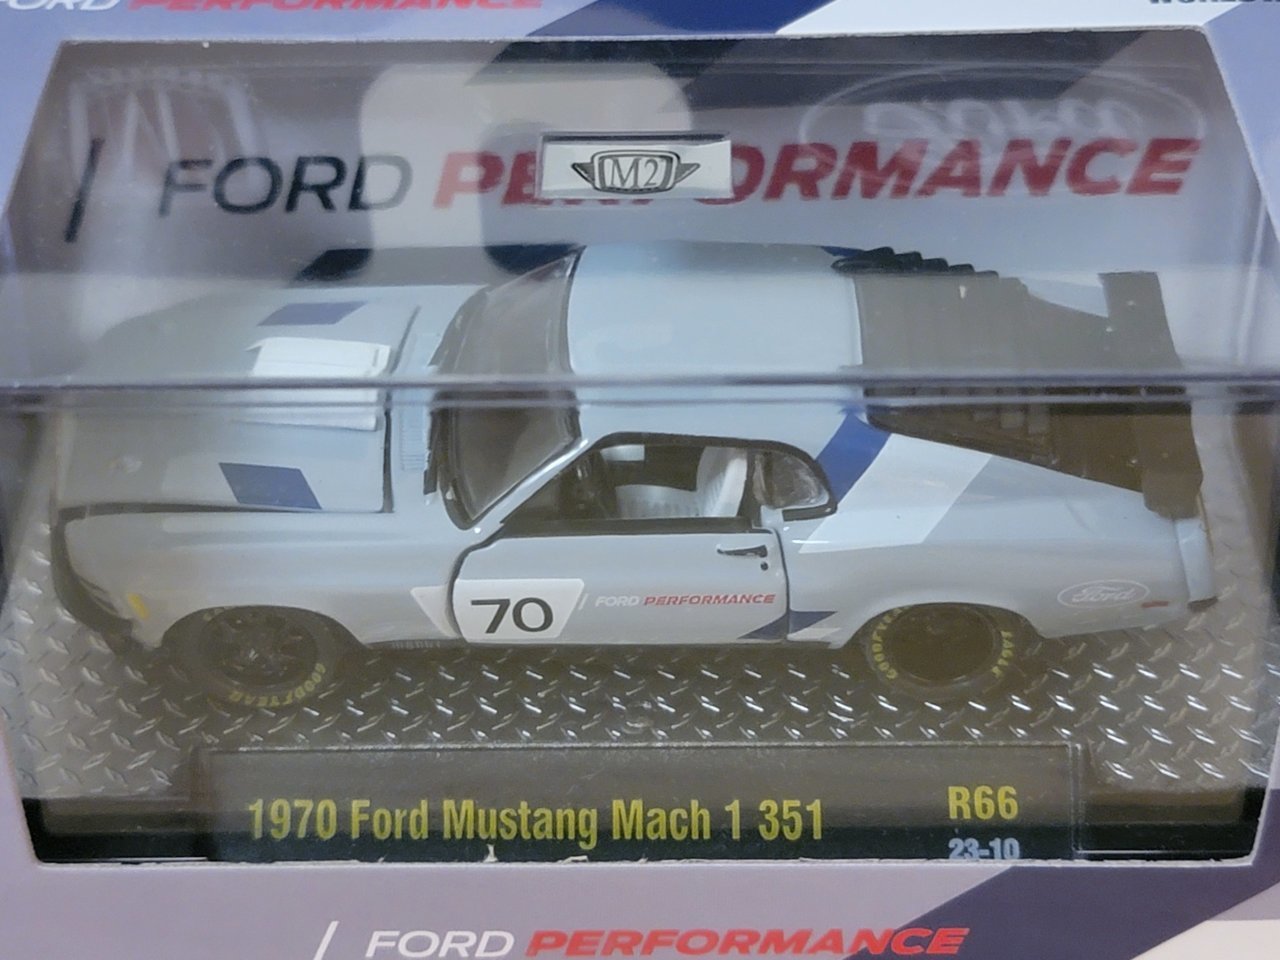 FORD PERFORMANCE
FORD PERFORMANCE
M2
70
FORD PERFORMANCE
Ford
GOODYEAR
GOODYEAR
EAGLE
1970 Ford Mustang Mach 1 351
R66
23-10
FORD PERFORMANCE